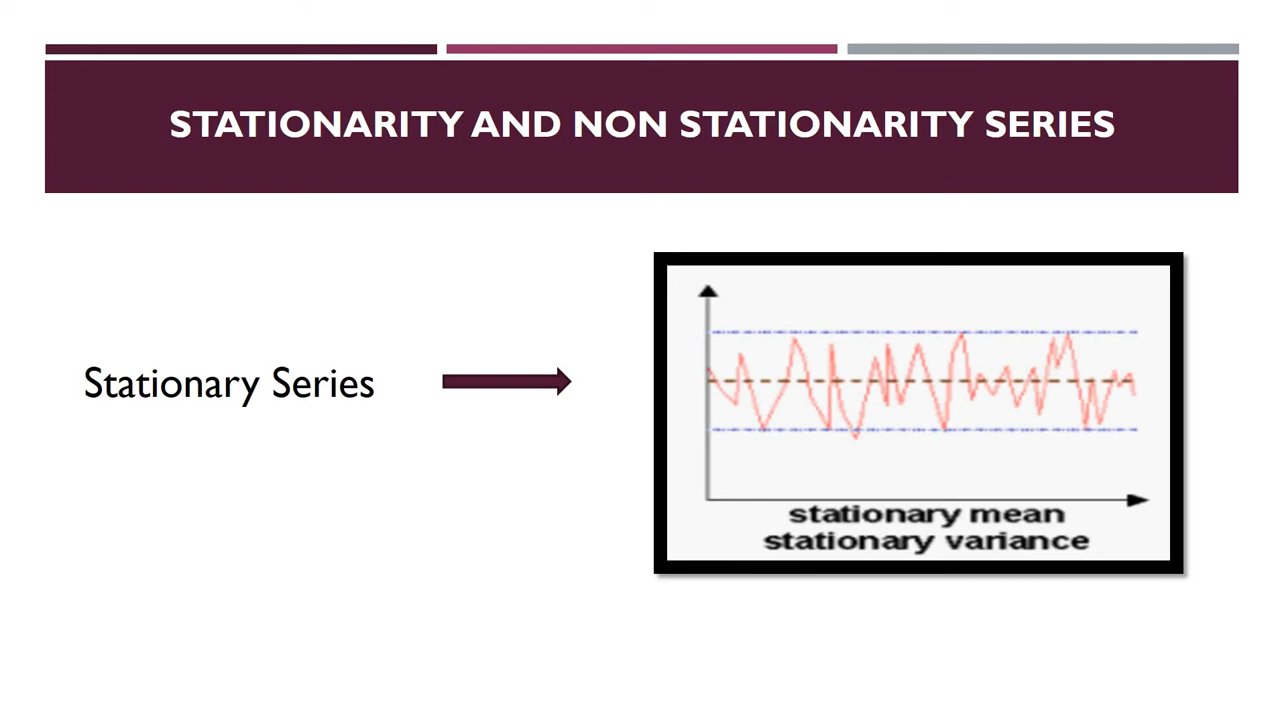 STATIONARITY AND NON STATIONARITY SERIES
Stationary Series
stationary mean
stationary variance